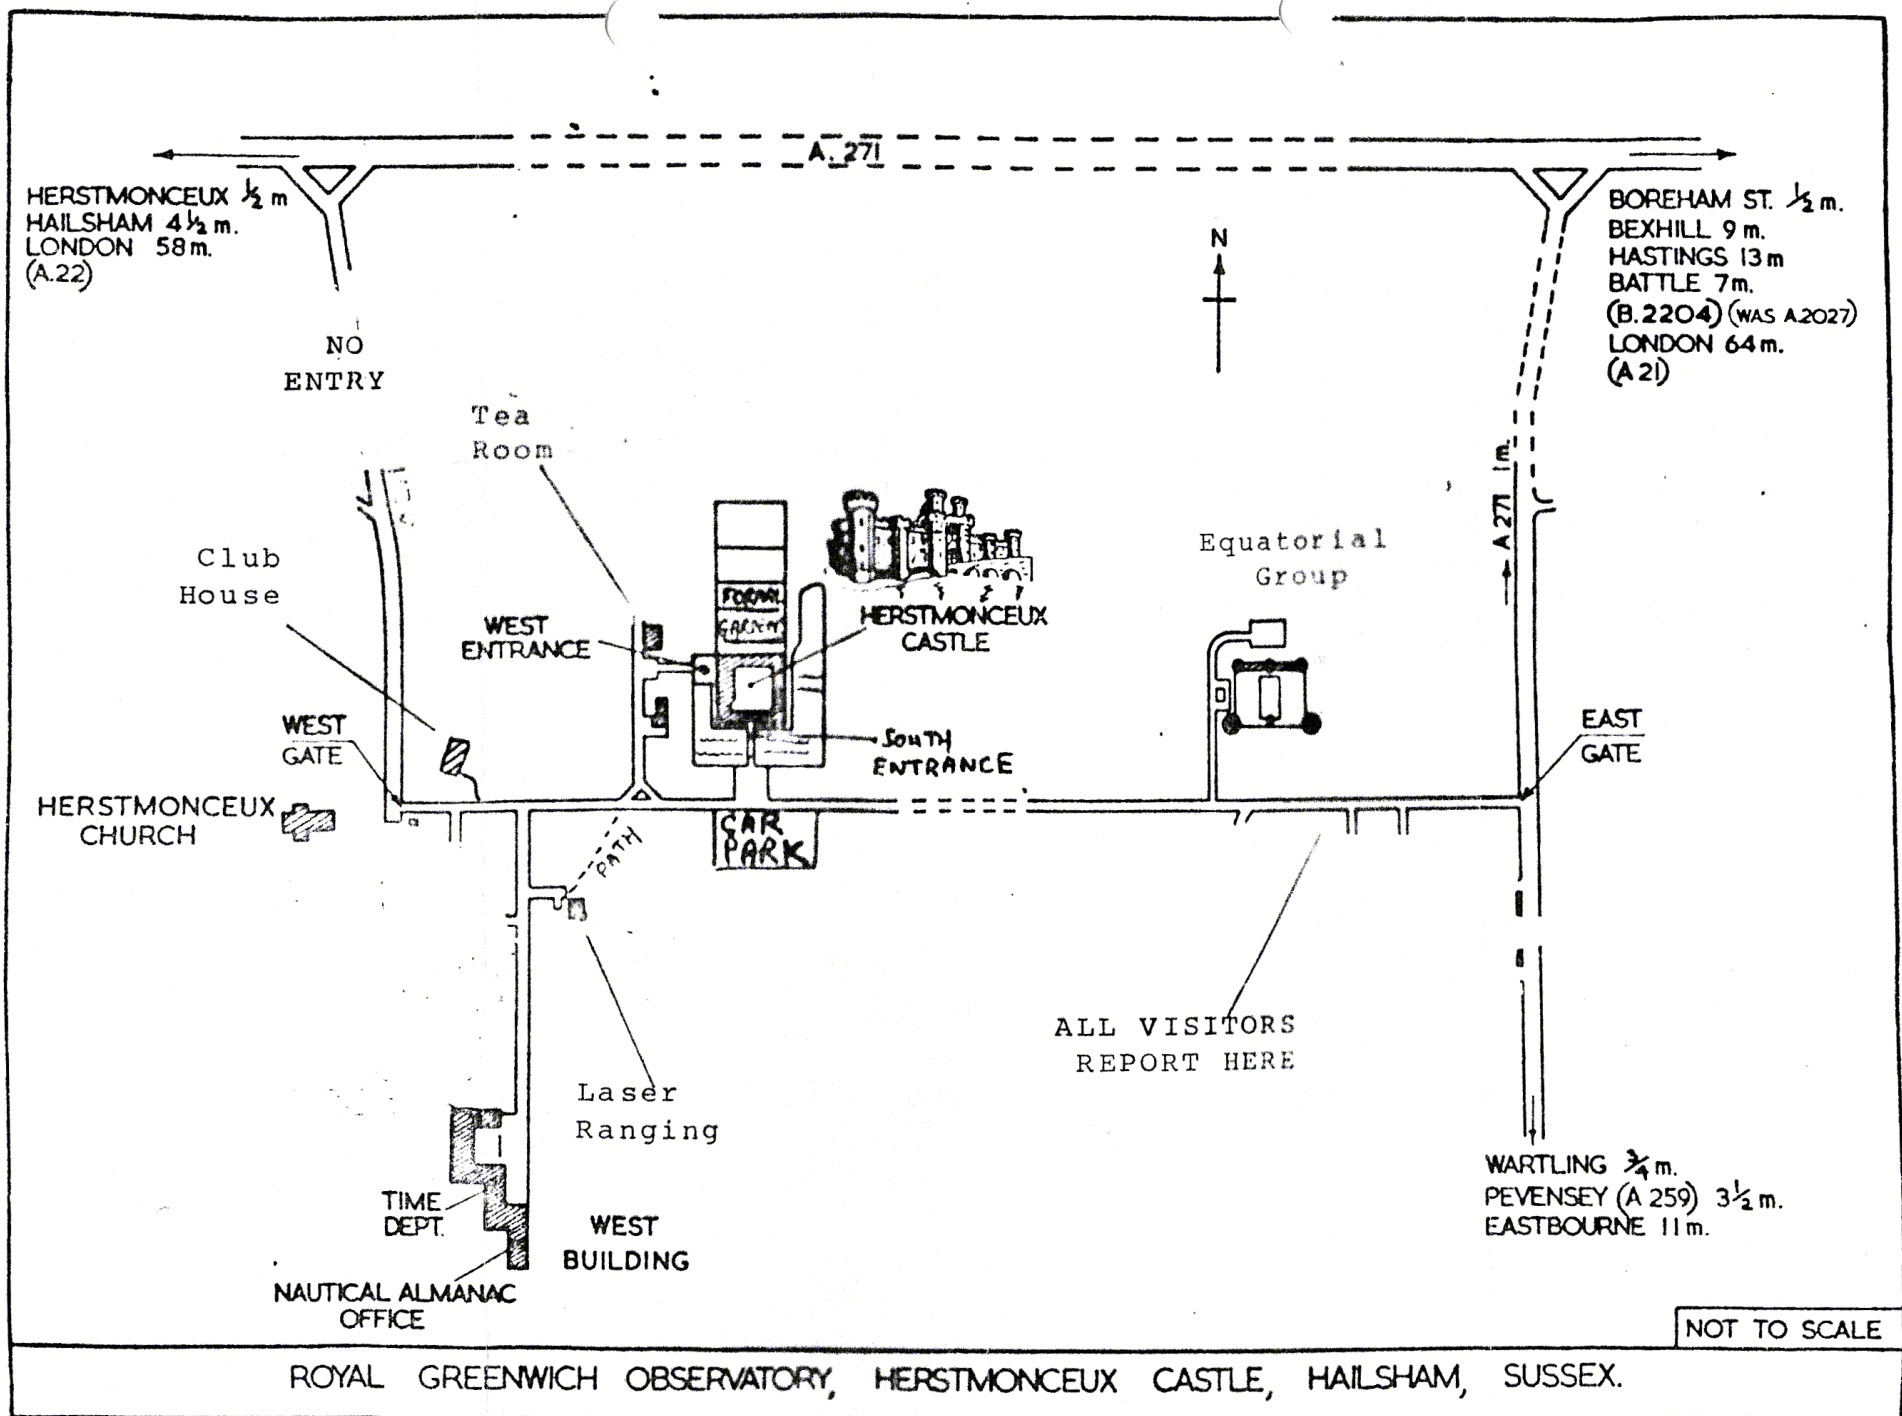 A. 271
HERSTMONCEUX ½ m
HAILSHAM 4½ m.
LONDON 58 m.
(A.22)
BOREHAM ST. ½ m.
BEXHILL 9 m.
HASTINGS 13 m
BATTLE 7 m.
(B.2204) (WAS A2027)
LONDON 64 m.
(A 21)
N
NO
ENTRY
Tea
Room
A 271 1m.
Club
House
Equatorial
Group
FORMAL
GARDEN
WEST
ENTRANCE
HERSTMONCEUX
CASTLE
SOUTH
ENTRANCE
WEST
GATE
EAST
GATE
HERSTMONCEUX
CHURCH
CAR
PARK
PATH
ALL VISITORS
REPORT HERE
Laser
Ranging
TIME
DEPT.
WEST
BUILDING
NAUTICAL ALMANAC
OFFICE
WARTLING ¾ m.
PEVENSEY (A 259) 3½ m.
EASTBOURNE 11 m.
NOT TO SCALE
ROYAL GREENWICH OBSERVATORY, HERSTMONCEUX CASTLE, HAILSHAM, SUSSEX.